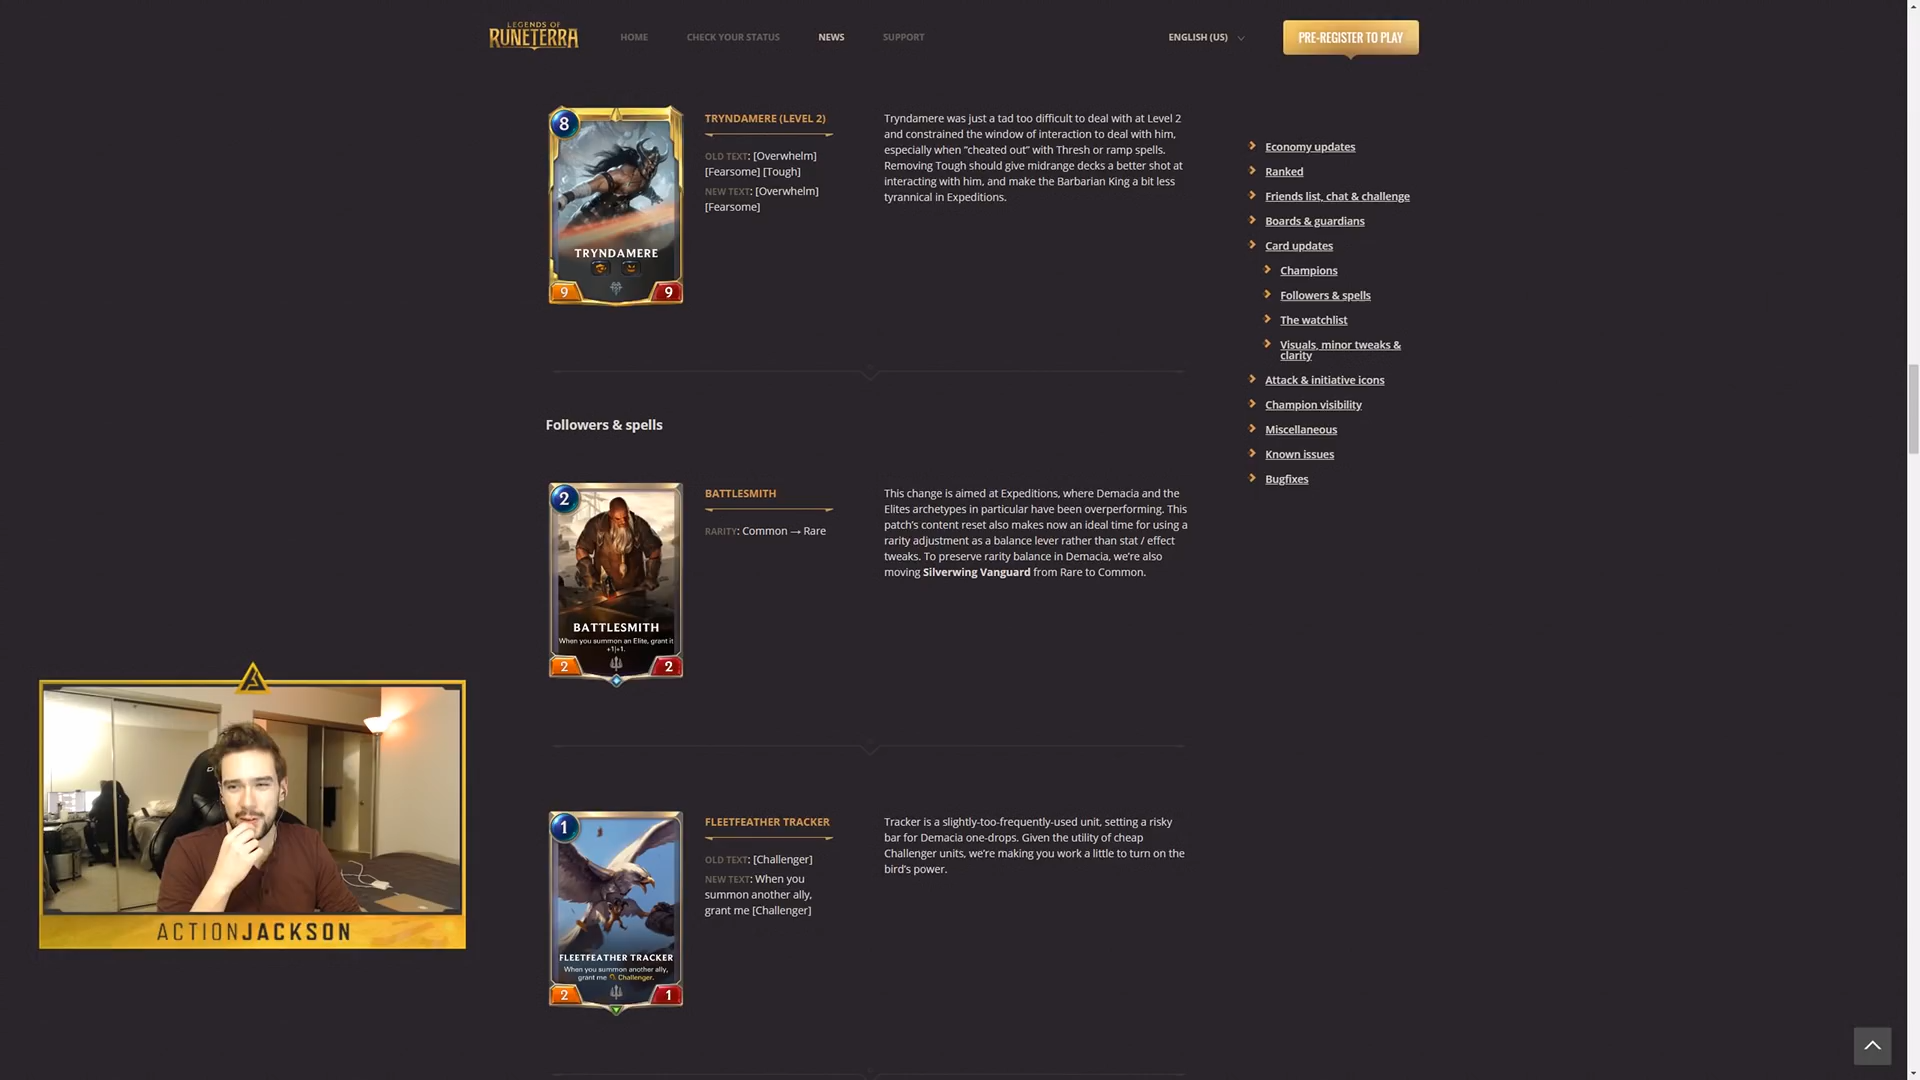 LEGENDS OF
RUNETERRA
HOME
CHECK YOUR STATUS
NEWS
SUPPORT
ENGLISH (US)
PRE-REGISTER TO PLAY
8
TRYNDAMERE
9
9
TRYNDAMERE (LEVEL 2)
OLD TEXT: [Overwhelm]
[Fearsome] [Tough]
NEW TEXT: [Overwhelm]
[Fearsome]
Tryndamere was just a tad too difficult to deal with at Level 2
and constrained the window of interaction to deal with him,
especially when “cheated out” with Thresh or ramp spells.
Removing Tough should give midrange decks a better shot at
interacting with him, and make the Barbarian King a bit less
tyrannical in Expeditions.
Economy updates
Ranked
Friends list, chat & challenge
Boards & guardians
Card updates
Champions
Followers & spells
The watchlist
Visuals, minor tweaks &
clarity
Attack & initiative icons
Champion visibility
Miscellaneous
Known issues
Bugfixes
Followers & spells
2
BATTLESMITH
When you summon an Elite, grant it
+1|+1.
2
2
BATTLESMITH
RARITY: Common → Rare
This change is aimed at Expeditions, where Demacia and the
Elites archetypes in particular have been overperforming. This
patch’s content reset also makes now an ideal time for using a
rarity adjustment as a balance lever rather than stat / effect
tweaks. To preserve rarity balance in Demacia, we’re also
moving Silverwing Vanguard from Rare to Common.
1
FLEETFEATHER TRACKER
When you summon another ally,
grant me Challenger.
2
1
FLEETFEATHER TRACKER
OLD TEXT: [Challenger]
NEW TEXT: When you
summon another ally,
grant me [Challenger]
Tracker is a slightly-too-frequently-used unit, setting a risky
bar for Demacia one-drops. Given the utility of cheap
Challenger units, we’re making you work a little to turn on the
bird’s power.
ACTIONJACKSON